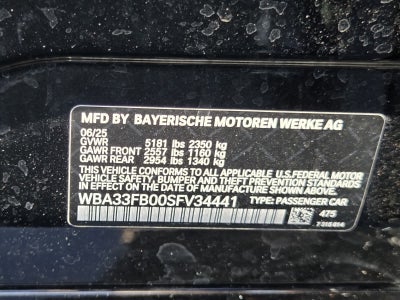 MFD BY BAYERISCHE MOTOREN WERKE AG
06/25
GVWR 5181 lbs 2350 kg
GAWR FRONT 2557 lbs 1160 kg
GAWR REAR 2954 lbs 1340 kg
THIS VEHICLE CONFORMS TO ALL APPLICABLE U.S. FEDERAL MOTOR
VEHICLE SAFETY, BUMPER, AND THEFT PREVENTION STANDARDS
IN EFFECT ON THE DATE OF MANUFACTURE SHOWN ABOVE.
WBA33FB00SFV34441 TYPE: PASSENGER CAR
475